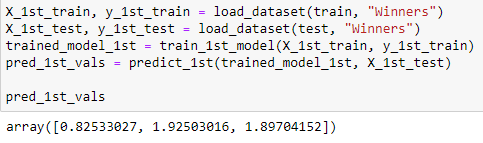 X_1st_train, y_1st_train = load_dataset(train, "Winners")
X_1st_test, y_1st_test = load_dataset(test, "Winners")
trained_model_1st = train_1st_model(X_1st_train, y_1st_train)
pred_1st_vals = predict_1st(trained_model_1st, X_1st_test)
pred_1st_vals
array([0.82533027, 1.92503016, 1.89704152])